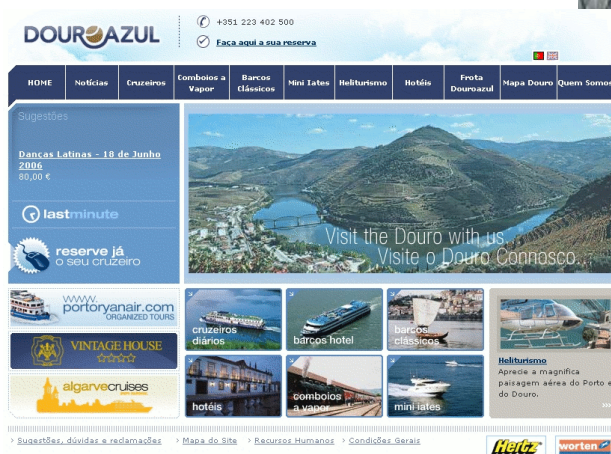 DOUROAZUL
+351 223 402 500
Faça aqui a sua reserva
HOME
Notícias
Cruzeiros
Comboios a
Vapor
Barcos
Clássicos
Mini Iates
Heliturismo
Hotéis
Frota
Douroazul
Mapa Douro
Quem Somos
Sugestões
Danças Latinas - 18 de Junho
2006
80,00 €
lastminute
reserve já
o seu cruzeiro
Visit the Douro with us
Visite o Douro Connosco...
www.
portoryanair.com
ORGANIZED TOURS
VINTAGE HOUSE
algarvecruises
cruzeiros
diários
barcos hotel
barcos
clássicos
hotéis
comboios
a vapor
mini iates
Heliturismo
Aprecie a magnifica
paisagem aérea do Porto e
do Douro.
Sugestões, dúvidas e reclamações
Mapa do Site
Recursos Humanos
Condições Gerais
Hertz
worten